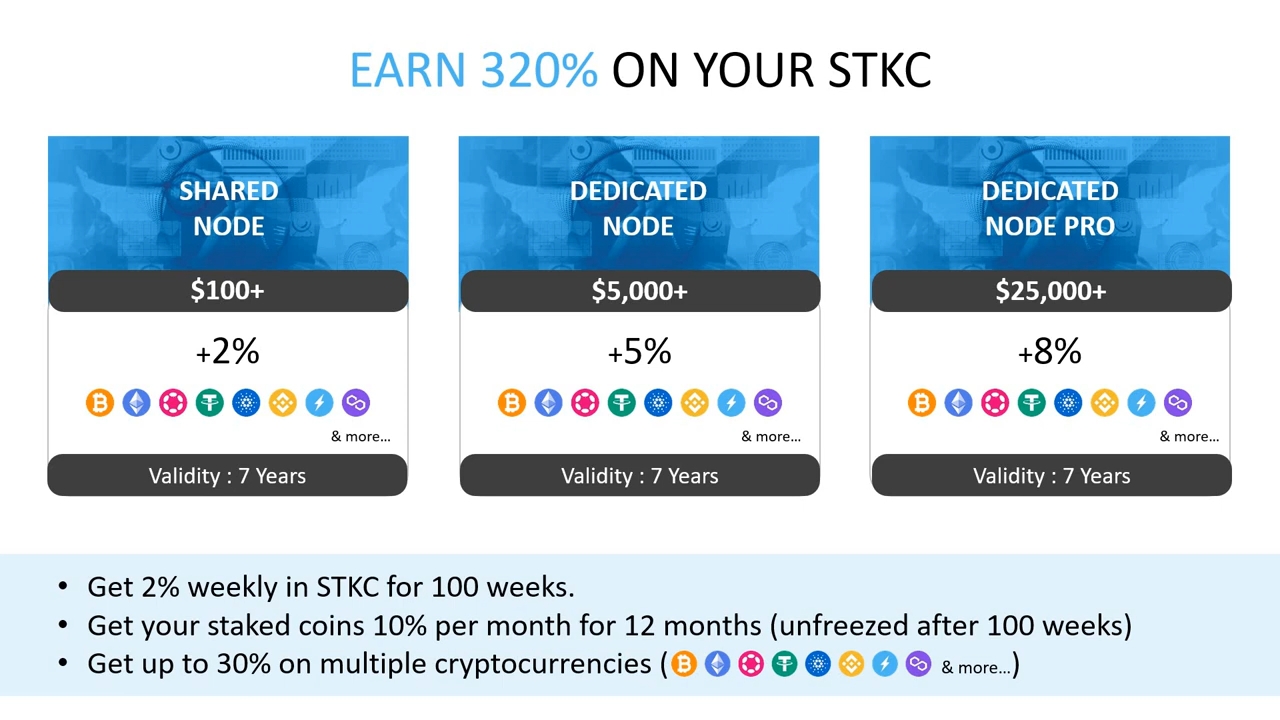 EARN 320% ON YOUR STKC
SHARED
NODE
$100+
+2%
& more...
Validity : 7 Years
DEDICATED
NODE
$5,000+
+5%
& more...
Validity : 7 Years
DEDICATED
NODE PRO
$25,000+
+8%
& more...
Validity : 7 Years
• Get 2% weekly in STKC for 100 weeks.
• Get your staked coins 10% per month for 12 months (unfreezed after 100 weeks)
• Get up to 30% on multiple cryptocurrencies ( & more...)